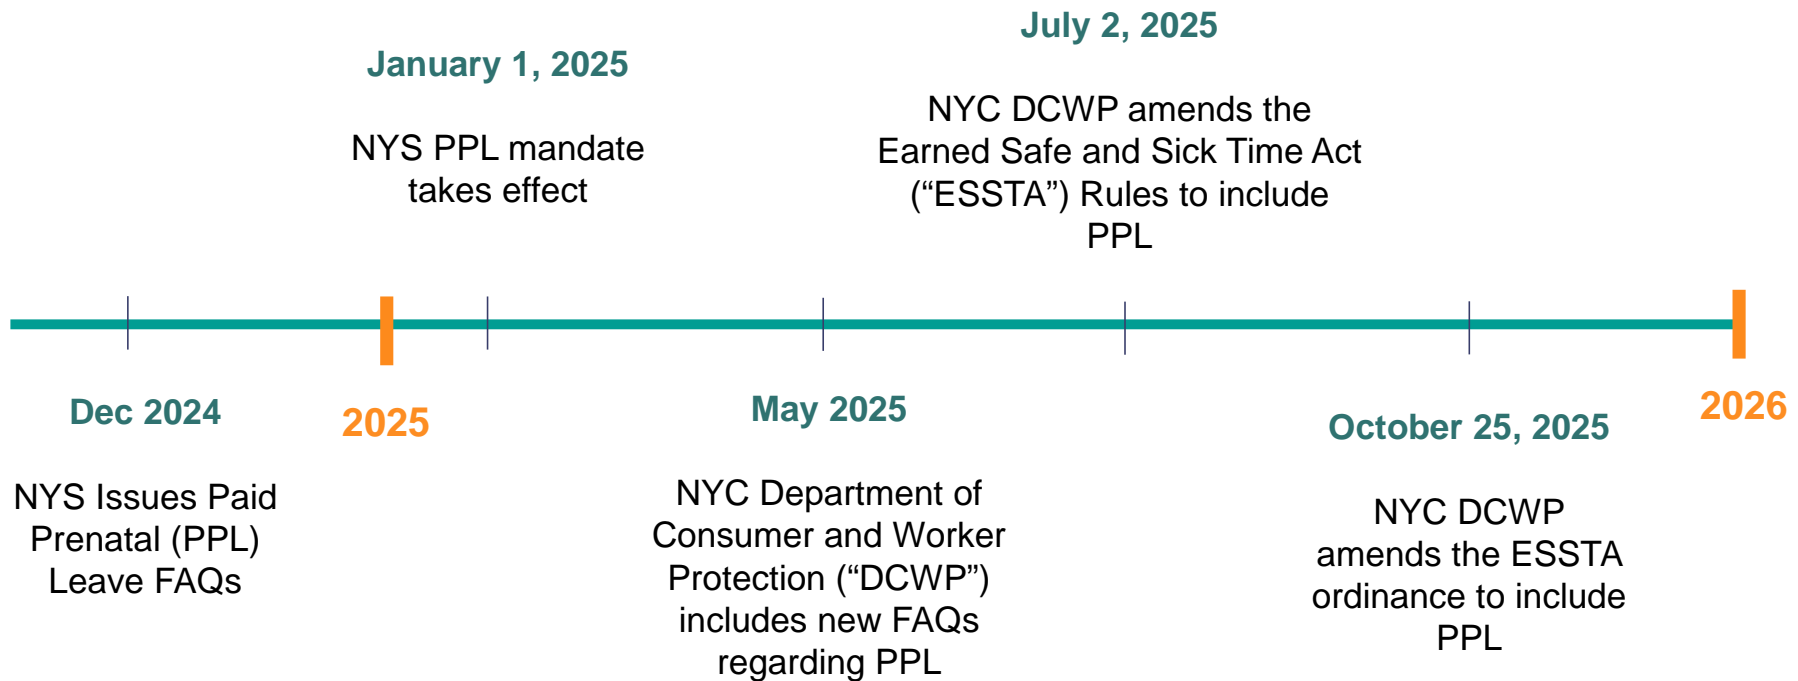 Dec 2024
NYS Issues Paid
Prenatal (PPL)
Leave FAQs
2025
January 1, 2025
NYS PPL mandate
takes effect
May 2025
NYC Department of
Consumer and Worker
Protection (“DCWP”)
includes new FAQs
regarding PPL
July 2, 2025
NYC DCWP amends the
Earned Safe and Sick Time Act
(“ESSTA”) Rules to include
PPL
October 25, 2025
NYC DCWP
amends the ESSTA
ordinance to include
PPL
2026